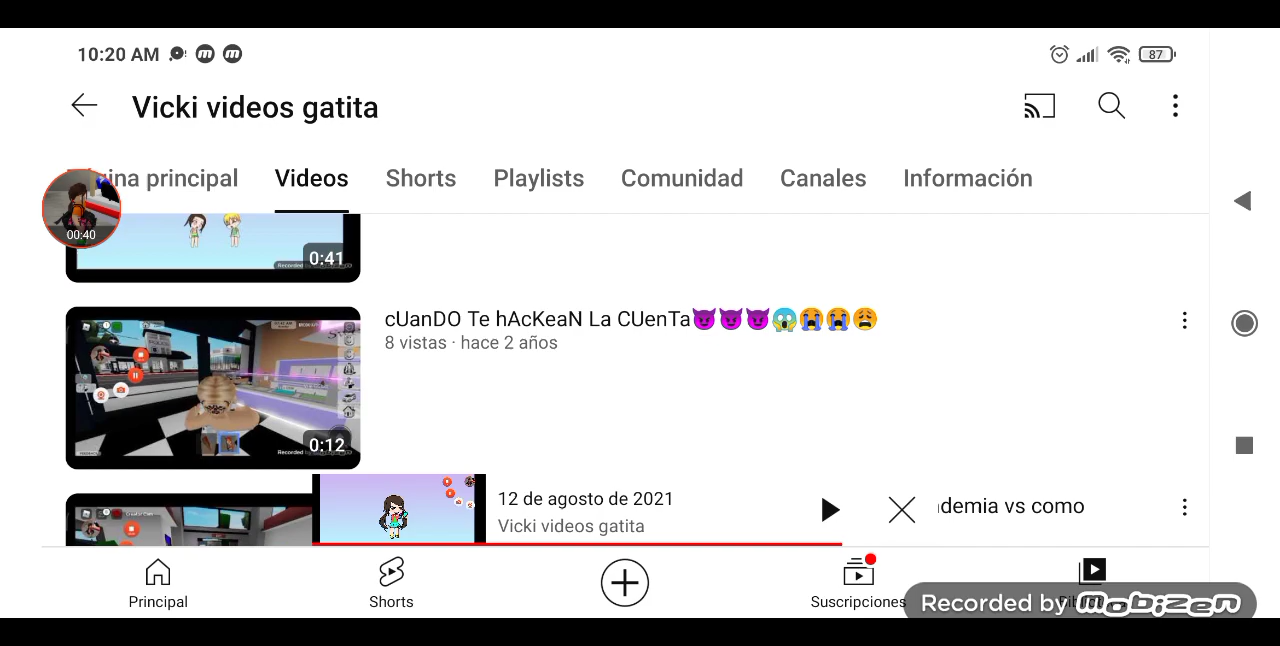 10:20 AM
87
Vicki videos gatita
ina principal Videos Shorts Playlists Comunidad Canales Información
00:40
0:41
cUanDO Te hAcKeaN La CUenTa😈😈😈😱😭😭😩
8 vistas · hace 2 años
0:12
12 de agosto de 2021
Vicki videos gatita
demia vs como
Principal Shorts Suscripciones
Recorded by mobizen